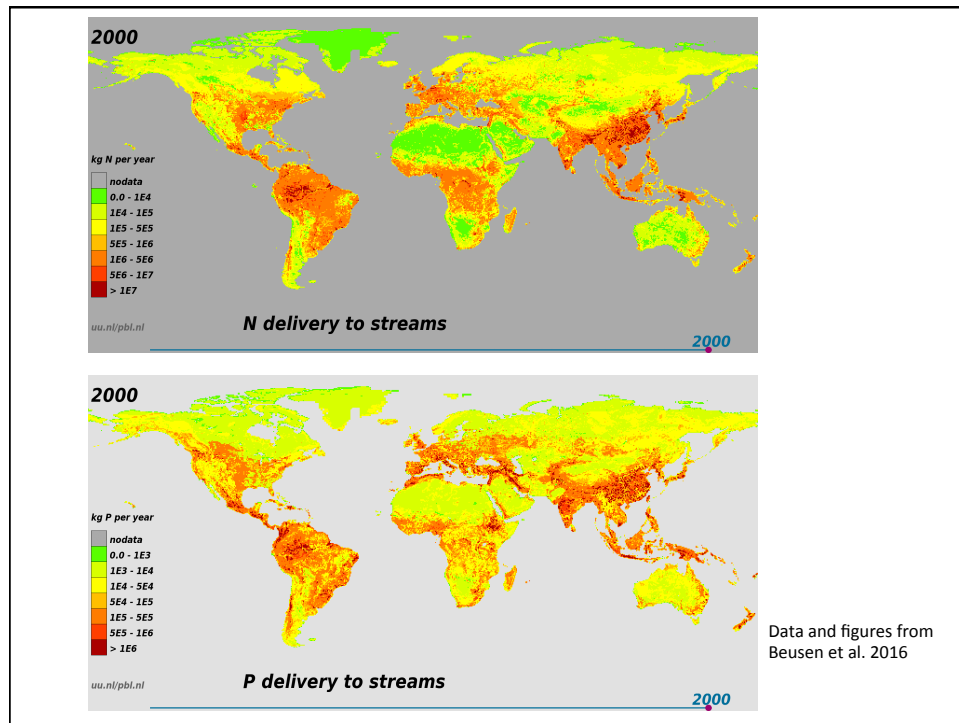 2000
kg N per year
nodata
0.0 - 1E4
1E4 - 1E5
1E5 - 5E5
5E5 - 1E6
1E6 - 5E6
5E6 - 1E7
> 1E7
uu.nl/pbl.nl
N delivery to streams
2000
2000
kg P per year
nodata
0.0 - 1E3
1E3 - 1E4
1E4 - 5E4
5E4 - 1E5
1E5 - 5E5
5E5 - 1E6
> 1E6
uu.nl/pbl.nl
P delivery to streams
2000
Data and figures from
Beusen et al. 2016